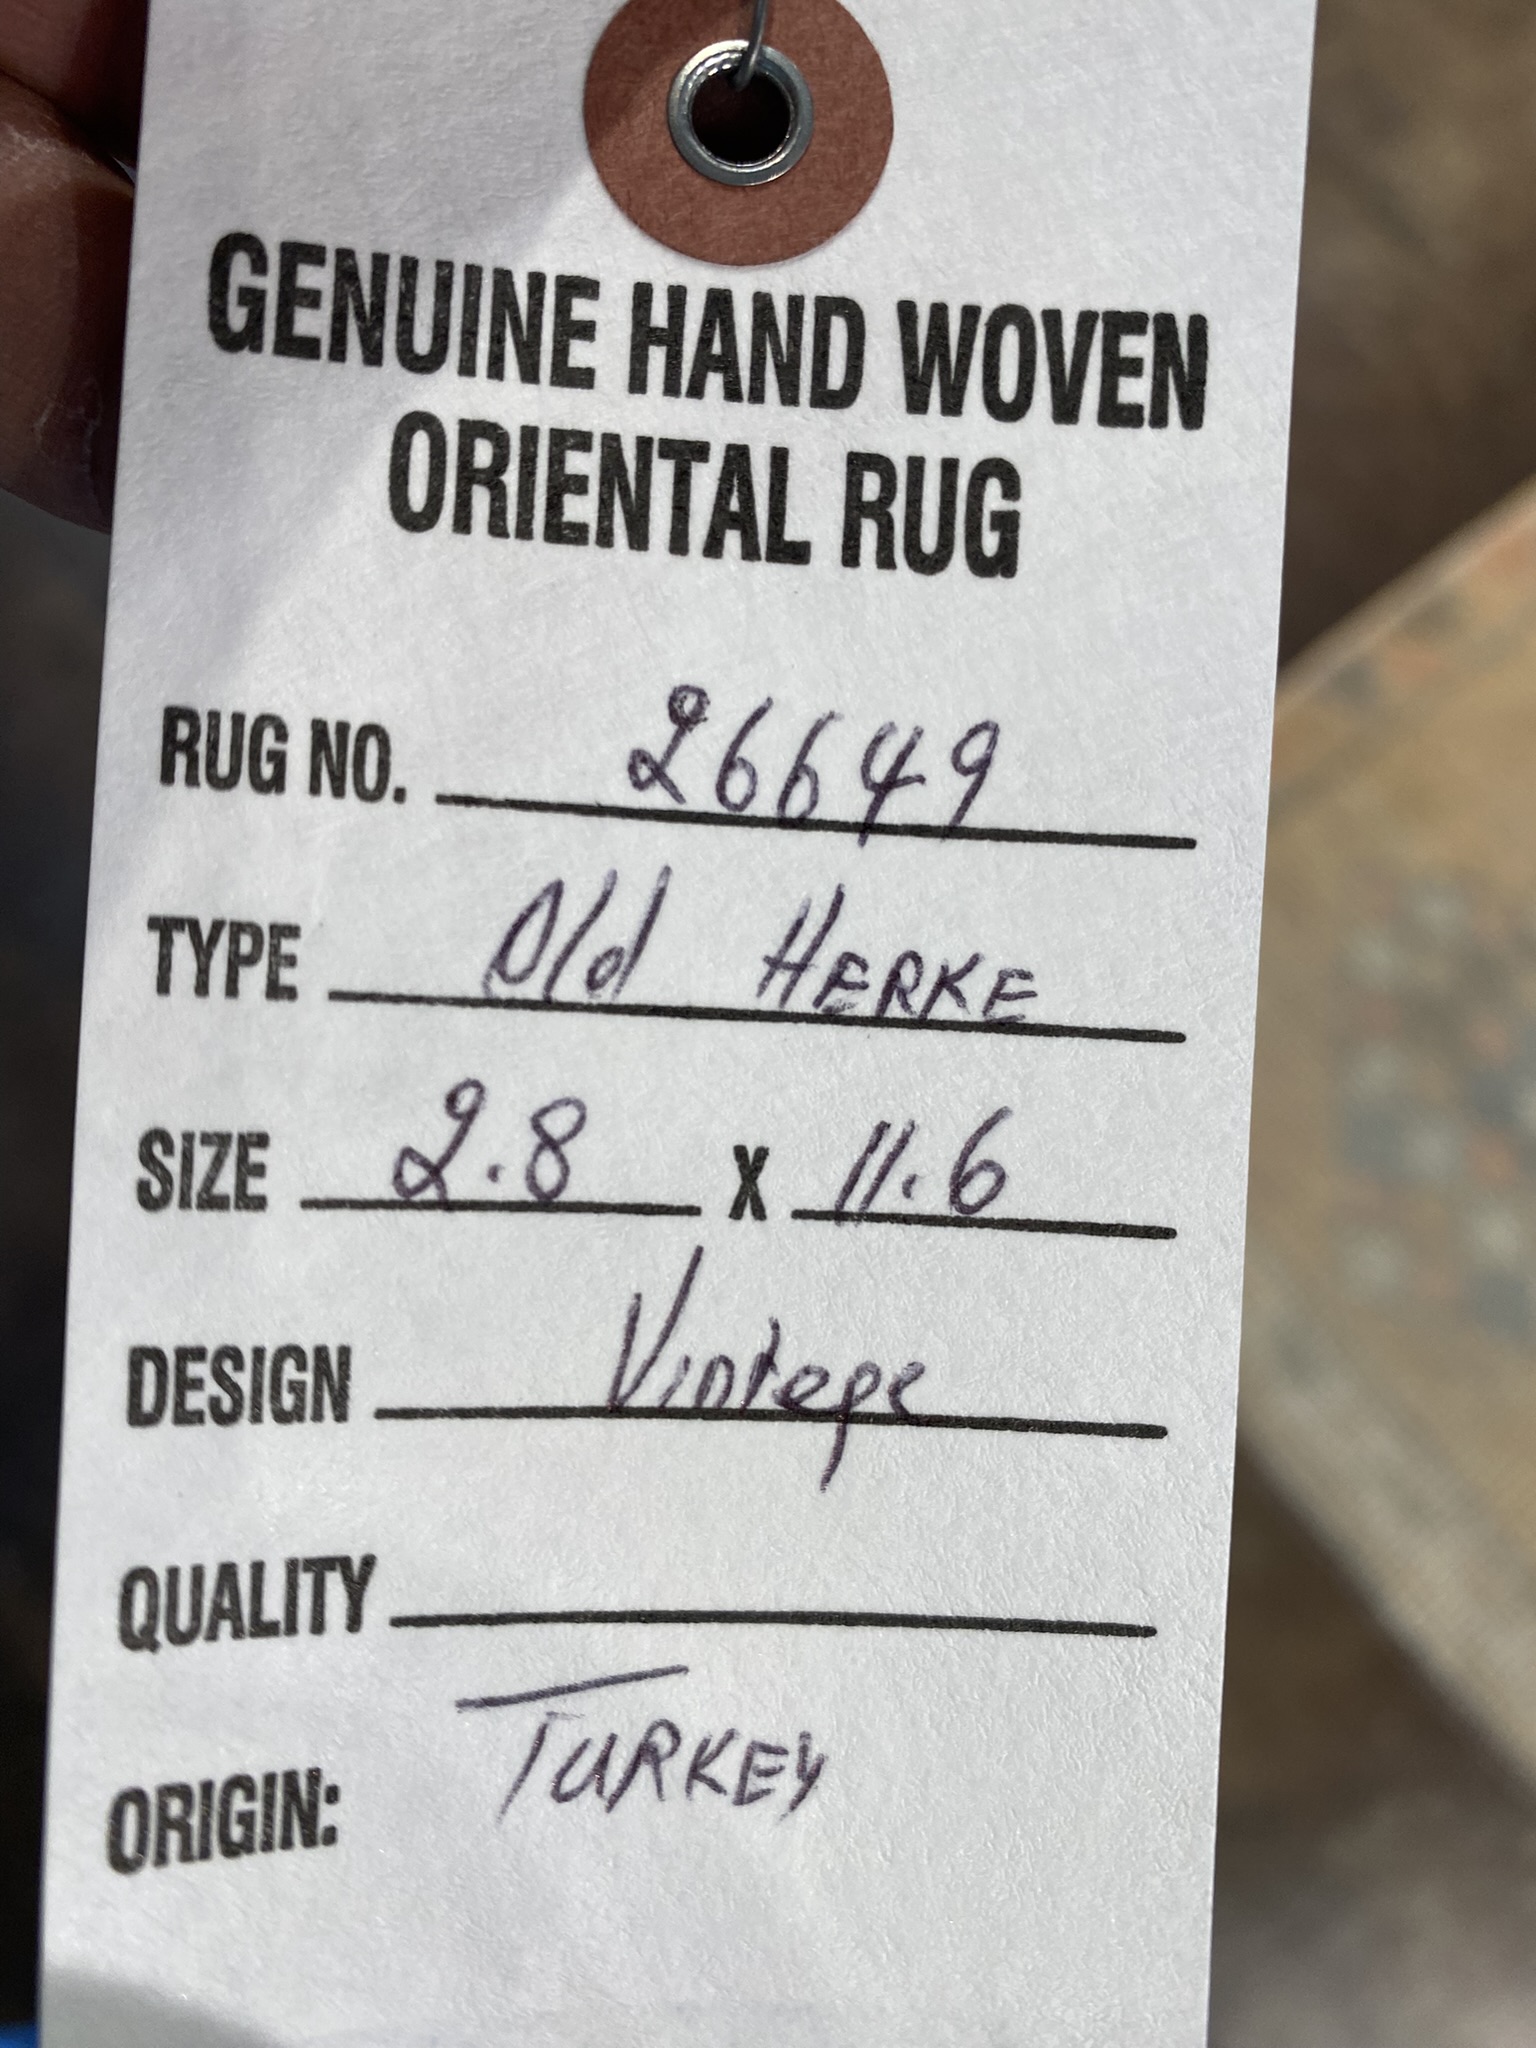 GENUINE HAND WOVEN
ORIENTAL RUG
RUG NO. 26649
TYPE Old HERKE
SIZE 2.8 X 11.6
DESIGN Vintege
QUALITY
ORIGIN: TURKEY